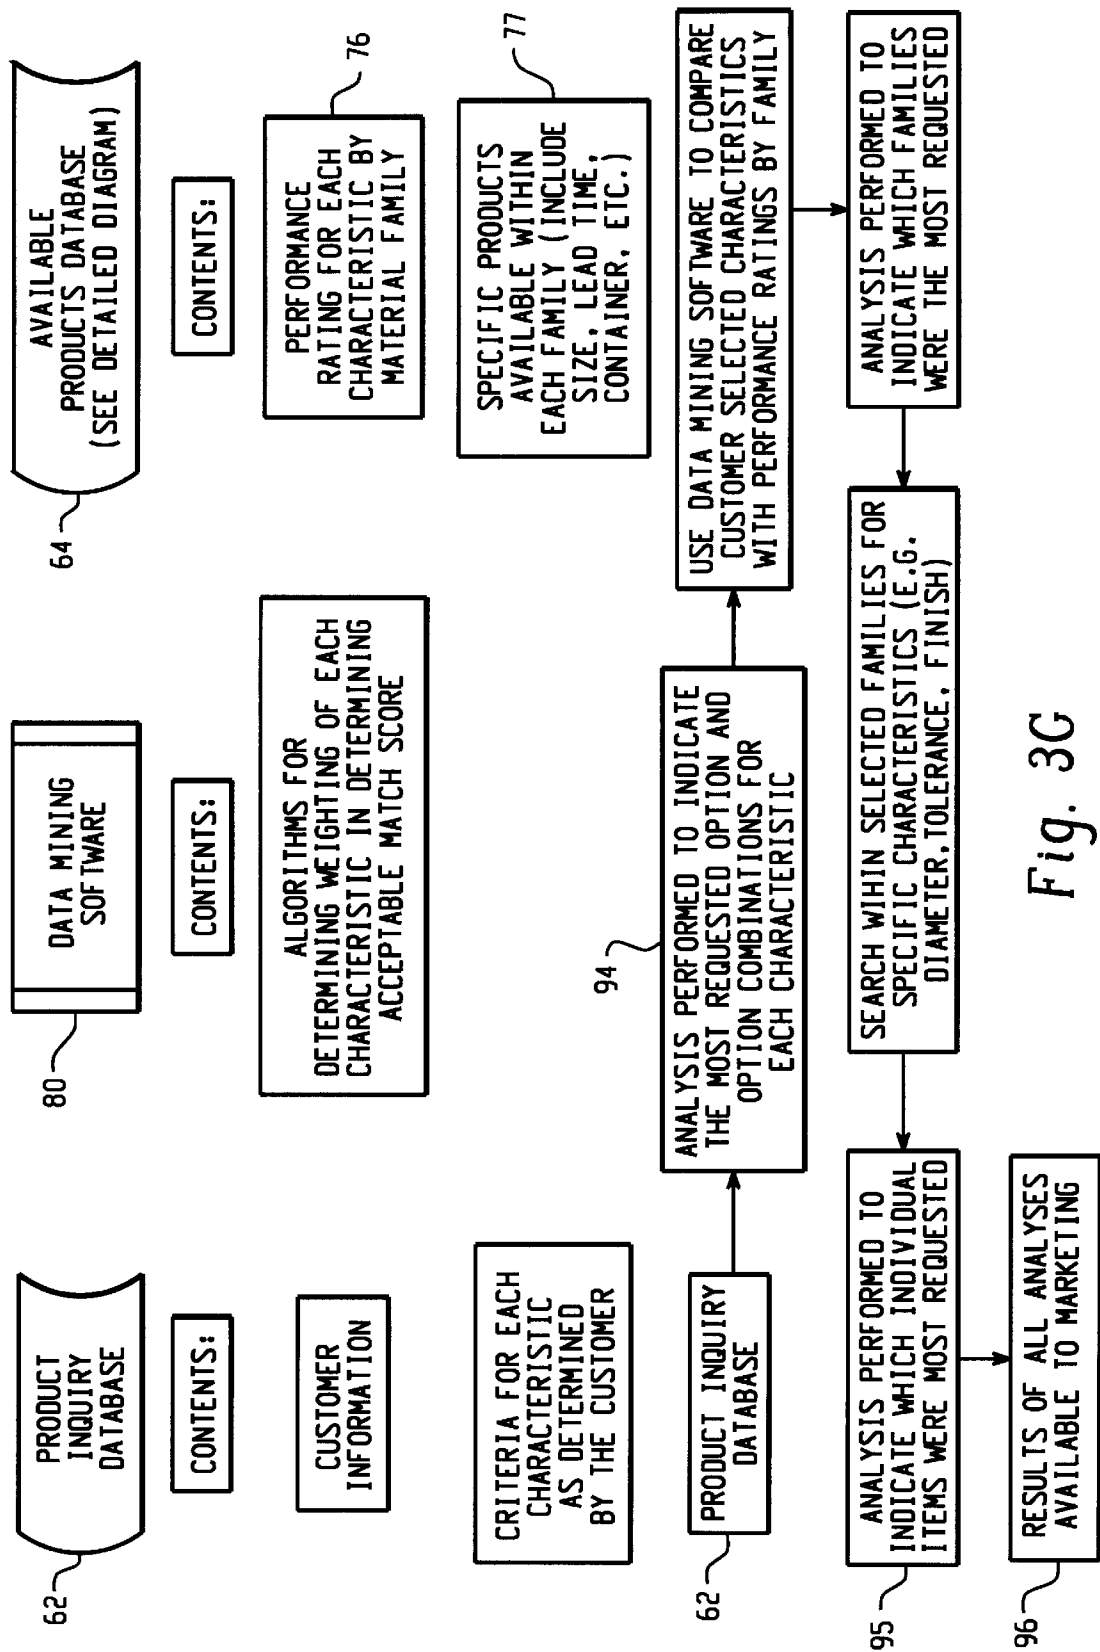 PRODUCT
INQUIRY
DATABASE
62
CONTENTS:
CUSTOMER
INFORMATION
CRITERIA FOR EACH
CHARACTERISTIC
AS DETERMINED
BY THE CUSTOMER
DATA MINING
SOFTWARE
80
CONTENTS:
ALGORITHMS FOR
DETERMINING WEIGHTING OF EACH
CHARACTERISTIC IN DETERMINING
ACCEPTABLE MATCH SCORE
AVAILABLE
PRODUCTS DATABASE
(SEE DETAILED DIAGRAM)
64
CONTENTS:
PERFORMANCE
RATING FOR EACH
CHARACTERISTIC BY
MATERIAL FAMILY
76
SPECIFIC PRODUCTS
AVAILABLE WITHIN
EACH FAMILY (INCLUDE
SIZE, LEAD TIME,
CONTAINER, ETC.)
77
62
PRODUCT INQUIRY
DATABASE
94
ANALYSIS PERFORMED TO INDICATE
THE MOST REQUESTED OPTION AND
OPTION COMBINATIONS FOR
EACH CHARACTERISTIC
USE DATA MINING SOFTWARE TO COMPARE
CUSTOMER SELECTED CHARACTERISTICS
WITH PERFORMANCE RATINGS BY FAMILY
ANALYSIS PERFORMED TO
INDICATE WHICH FAMILIES
WERE THE MOST REQUESTED
SEARCH WIHIN SELECTED FAMILIES FOR
SPECIFIC CHARACTERISTICS (E.G.
DIAMETER,TOLERANCE, FINISH)
95
ANALYSIS PERFORMED TO
INDICATE WHICH INDIVIDUAL
ITEMS WERE MOST REQUESTED
96
RESULTS OF ALL ANALYSES
AVAILABLE TO MARKETING
Fig. 3G